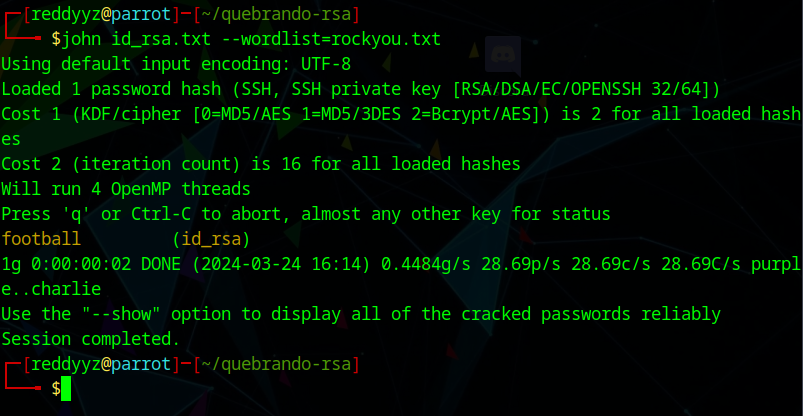 ┌─[reddyyz@parrot]─[~/quebrando-rsa]
└──╼ $john id_rsa.txt --wordlist=rockyou.txt
Using default input encoding: UTF-8
Loaded 1 password hash (SSH, SSH private key [RSA/DSA/EC/OPENSSH 32/64])
Cost 1 (KDF/cipher [0=MD5/AES 1=MD5/3DES 2=Bcrypt/AES]) is 2 for all loaded hash
es
Cost 2 (iteration count) is 16 for all loaded hashes
Will run 4 OpenMP threads
Press 'q' or Ctrl-C to abort, almost any other key for status
football         (id_rsa)
1g 0:00:00:02 DONE (2024-03-24 16:14) 0.4484g/s 28.69p/s 28.69c/s 28.69C/s purpl
e..charlie
Use the "--show" option to display all of the cracked passwords reliably
Session completed.
┌─[reddyyz@parrot]─[~/quebrando-rsa]
└──╼ $